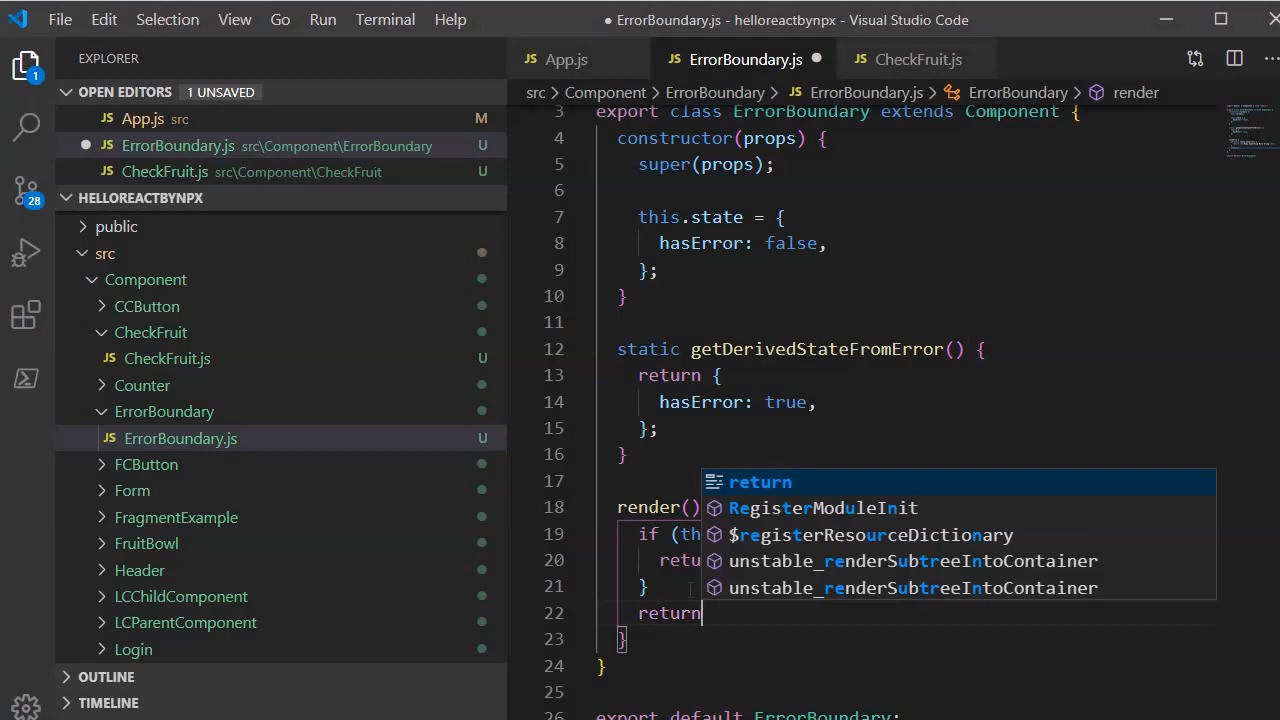 File Edit Selection View Go Run Terminal Help ● ErrorBoundary.js - helloreactbynpx - Visual Studio Code
EXPLORER
OPEN EDITORS 1 UNSAVED
JS App.js src M
● JS ErrorBoundary.js src\Component\ErrorBoundary U
JS CheckFruit.js src\Component\CheckFruit U
HELLOREACTBYNPX
public
src
Component
CCButton
CheckFruit
JS CheckFruit.js U
Counter
ErrorBoundary
JS ErrorBoundary.js U
FCButton
Form
FragmentExample
FruitBowl
Header
LCChildComponent
LCParentComponent
Login
OUTLINE
TIMELINE
1
28
JS App.js JS ErrorBoundary.js ● JS CheckFruit.js
src > Component > ErrorBoundary > JS ErrorBoundary.js > ErrorBoundary > render
3 export class ErrorBoundary extends Component {
4 constructor(props) {
5 super(props);
6
7 this.state = {
8 hasError: false,
9 };
10 }
11
12 static getDerivedStateFromError() {
13 return {
14 hasError: true,
15 };
16 }
17
18 render()
19 if (th
20 retu
21 }
22 return
23 }
24 }
25
26 export default ErrorBoundary;
return
RegisterModuleInit
$registerResourceDictionary
unstable_renderSubtreeIntoContainer
unstable_renderSubtreeIntoContainer